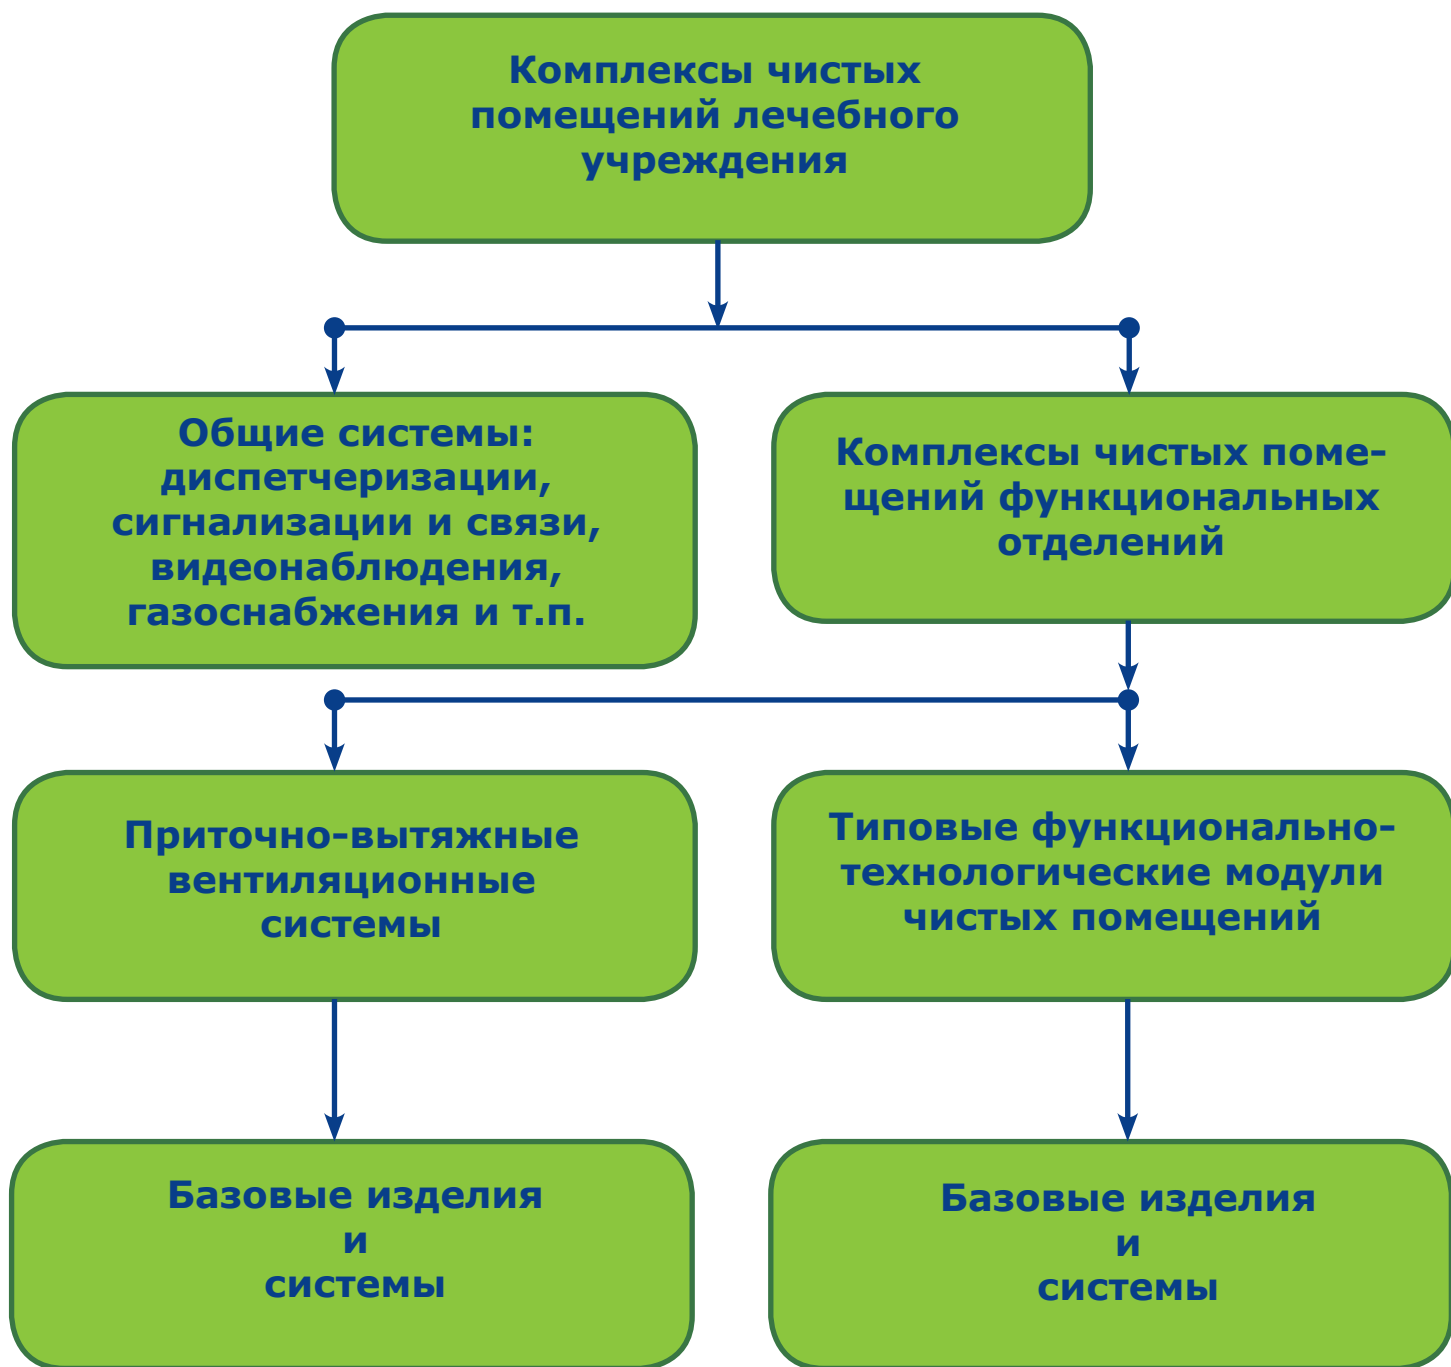 Комплексы чистых
помещений лечебного
учреждения
Общие системы:
диспетчеризации,
сигнализации и связи,
видеонаблюдения,
газоснабжения и т.п.
Комплексы чистых поме-
щений функциональных
отделений
Приточно-вытяжные
вентиляционные
системы
Типовые функционально-
технологические модули
чистых помещений
Базовые изделия
и
системы
Базовые изделия
и
системы